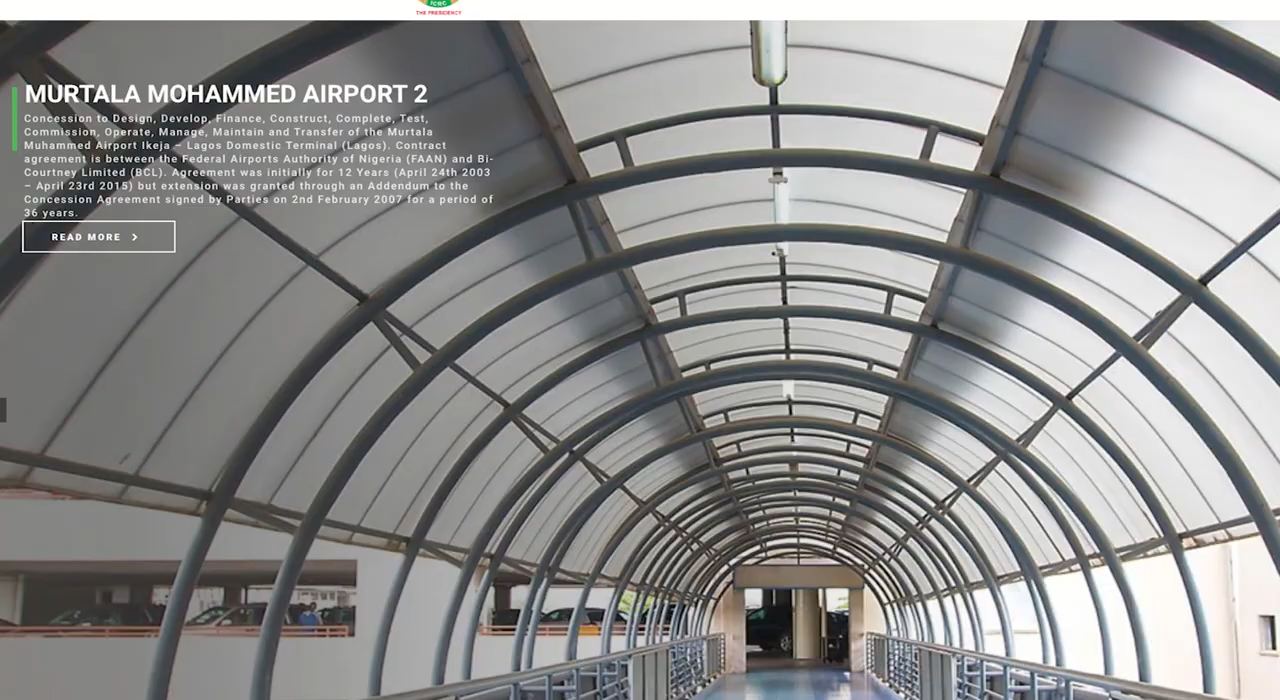 ICRC
THE PRESIDENCY
MURTALA MOHAMMED AIRPORT 2
Concession to Design, Develop, Finance, Construct, Complete, Test,
Commission, Operate, Manage, Maintain and Transfer of the Murtala
Muhammed Airport Ikeja – Lagos Domestic Terminal (Lagos). Contract
agreement is between the Federal Airports Authority of Nigeria (FAAN) and Bi-
Courtney Limited (BCL). Agreement was initially for 12 Years (April 24th 2003
– April 23rd 2015) but extension was granted through an Addendum to the
Concession Agreement signed by Parties on 2nd February 2007 for a period of
36 years.
READ MORE >